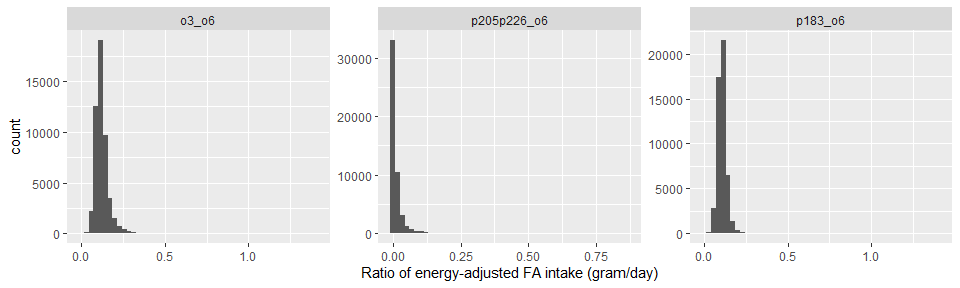 o3_o6
p205p226_o6
p183_o6
count
15000
10000
5000
0
0.0 0.5 1.0
30000
20000
10000
0
0.00 0.25 0.50 0.75
20000
15000
10000
5000
0
0.0 0.5 1.0
Ratio of energy-adjusted FA intake (gram/day)